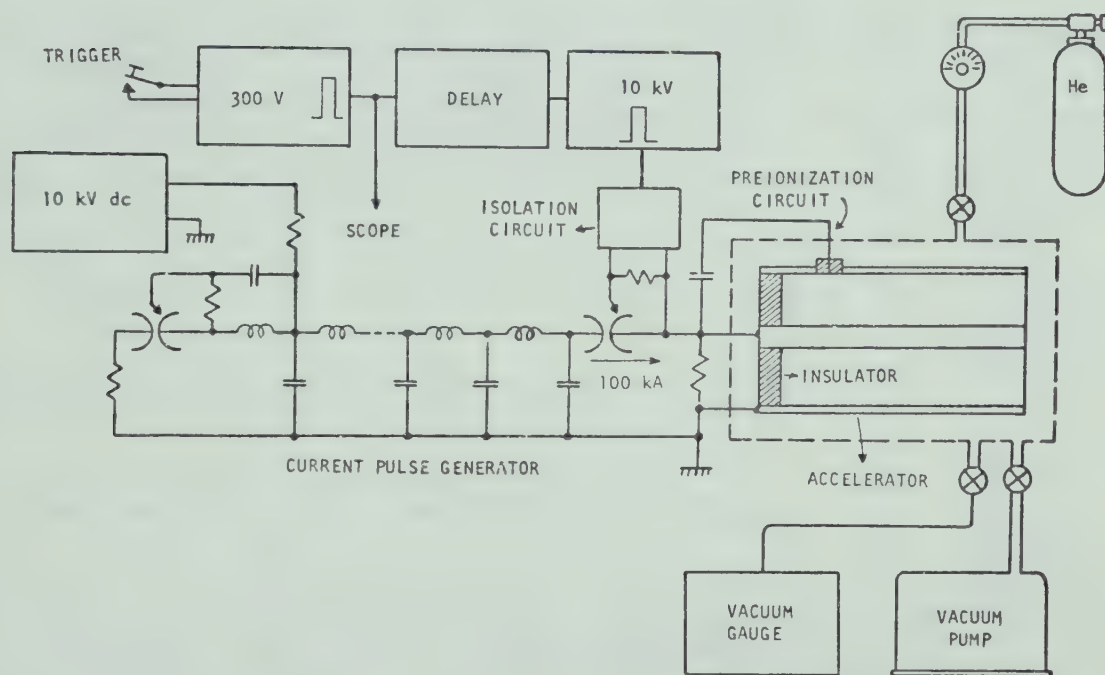 TRIGGER
300 V
DELAY
10 kV
He
10 kV dc
SCOPE
ISOLATION
CIRCUIT
PREIONIZATION
CIRCUIT
100 kA
INSULATOR
CURRENT PULSE GENERATOR
ACCELERATOR
VACUUM
GAUGE
VACUUM
PUMP